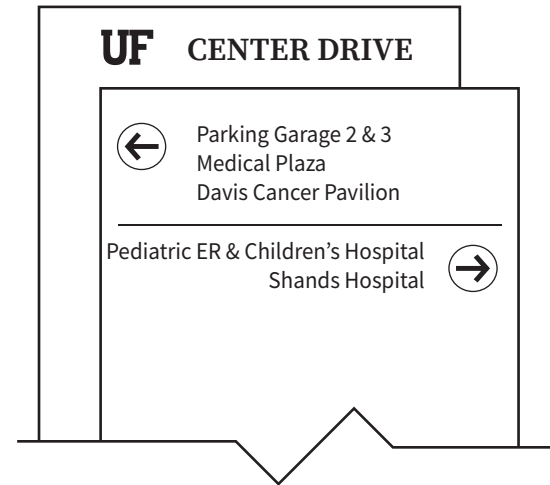 UF CENTER DRIVE
Parking Garage 2 & 3
Medical Plaza
Davis Cancer Pavilion
Pediatric ER & Children’s Hospital
Shands Hospital